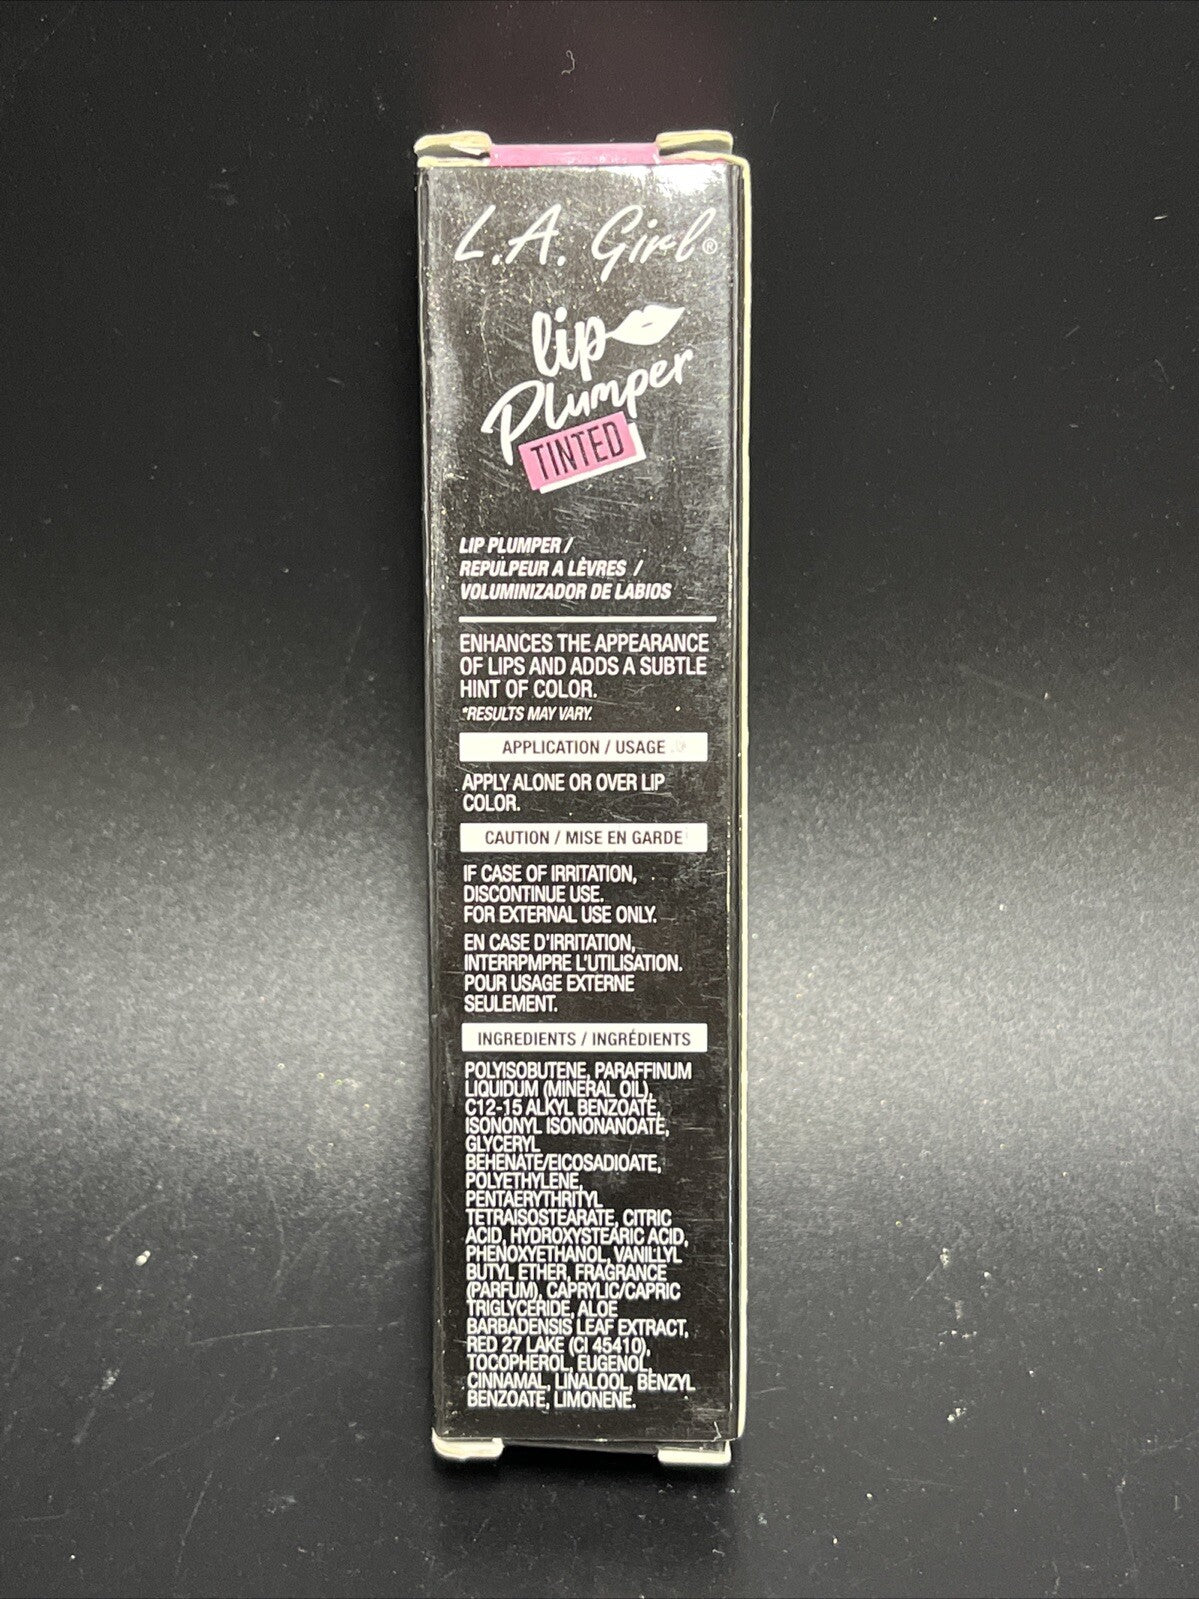 L.A. Girl®
lip
Plumper
TINTED
LIP PLUMPER /
REPULPEUR A LÈVRES /
VOLUMINIZADOR DE LABIOS
ENHANCES THE APPEARANCE
OF LIPS AND ADDS A SUBTLE
HINT OF COLOR.
*RESULTS MAY VARY.
APPLICATION / USAGE
APPLY ALONE OR OVER LIP
COLOR.
CAUTION / MISE EN GARDE
IF CASE OF IRRITATION,
DISCONTINUE USE.
FOR EXTERNAL USE ONLY.
EN CASE D'IRRITATION,
INTERRPMPRE L'UTILISATION.
POUR USAGE EXTERNE
SEULEMENT.
INGREDIENTS / INGRÉDIENTS
POLYISOBUTENE, PARAFFINUM
LIQUIDUM (MINERAL OIL),
C12-15 ALKYL BENZOATE,
ISONONYL ISONONANOATE,
GLYCERYL
BEHENATE/EICOSADIOATE,
POLYETHYLENE,
PENTAERYTHRITYL
TETRAISOSTEARATE, CITRIC
ACID, HYDROXYSTEARIC ACID,
PHENOXYETHANOL, VANILLYL
BUTYL ETHER, FRAGRANCE
(PARFUM), CAPRYLIC/CAPRIC
TRIGLYCERIDE, ALOE
BARBADENSIS LEAF EXTRACT,
RED 27 LAKE (CI 45410),
TOCOPHEROL, EUGENOL,
CINNAMAL, LINALOOL, BENZYL
BENZOATE, LIMONENE.